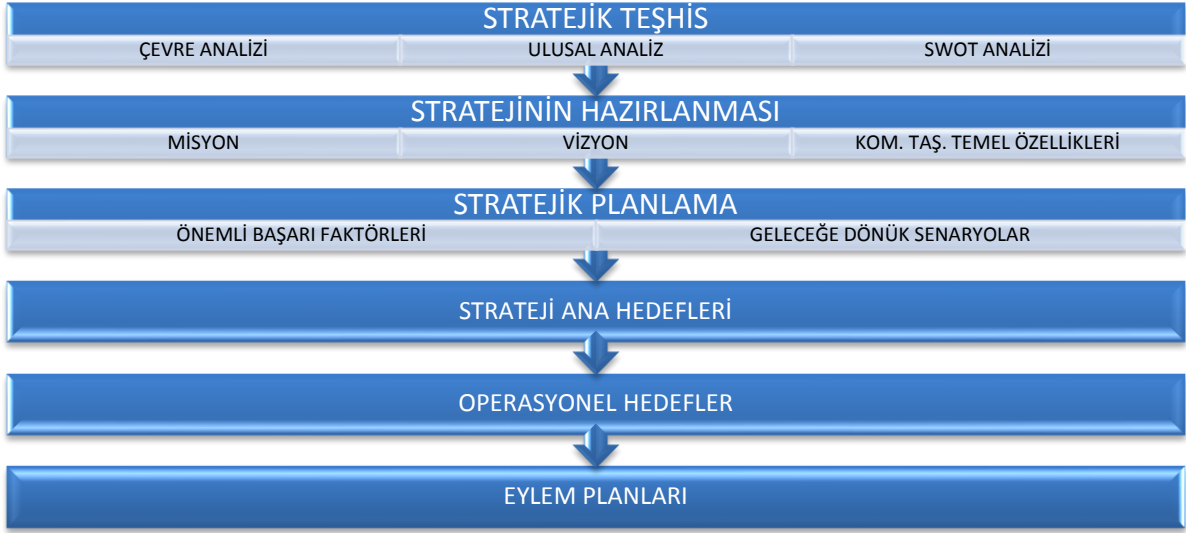 STRATEJİK TEŞHİS
ÇEVRE ANALİZİ
ULUSAL ANALİZ
SWOT ANALİZİ
STRATEJİNİN HAZIRLANMASI
MİSYON
VİZYON
KOM. TAŞ. TEMEL ÖZELLİKLERİ
STRATEJİK PLANLAMA
ÖNEMLİ BAŞARI FAKTÖRLERİ
GELECEĞE DÖNÜK SENARYOLAR
STRATEJİ ANA HEDEFLERİ
OPERASYONEL HEDEFLER
EYLEM PLANLARI